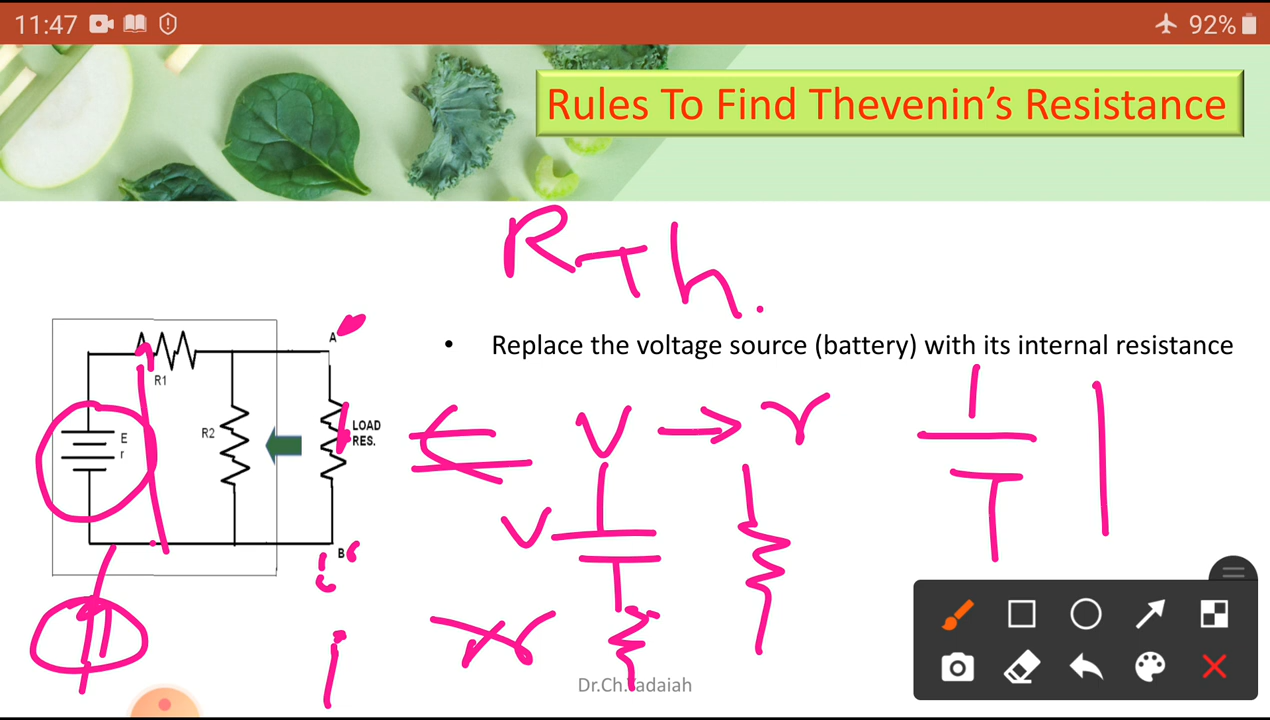 11:47 92%
Rules To Find Thevenin’s Resistance
RTh.
• Replace the voltage source (battery) with its internal resistance
A
R1
E
r
R2
LOAD
RES.
B
V → r
V
Dr.Ch.Yadaiah